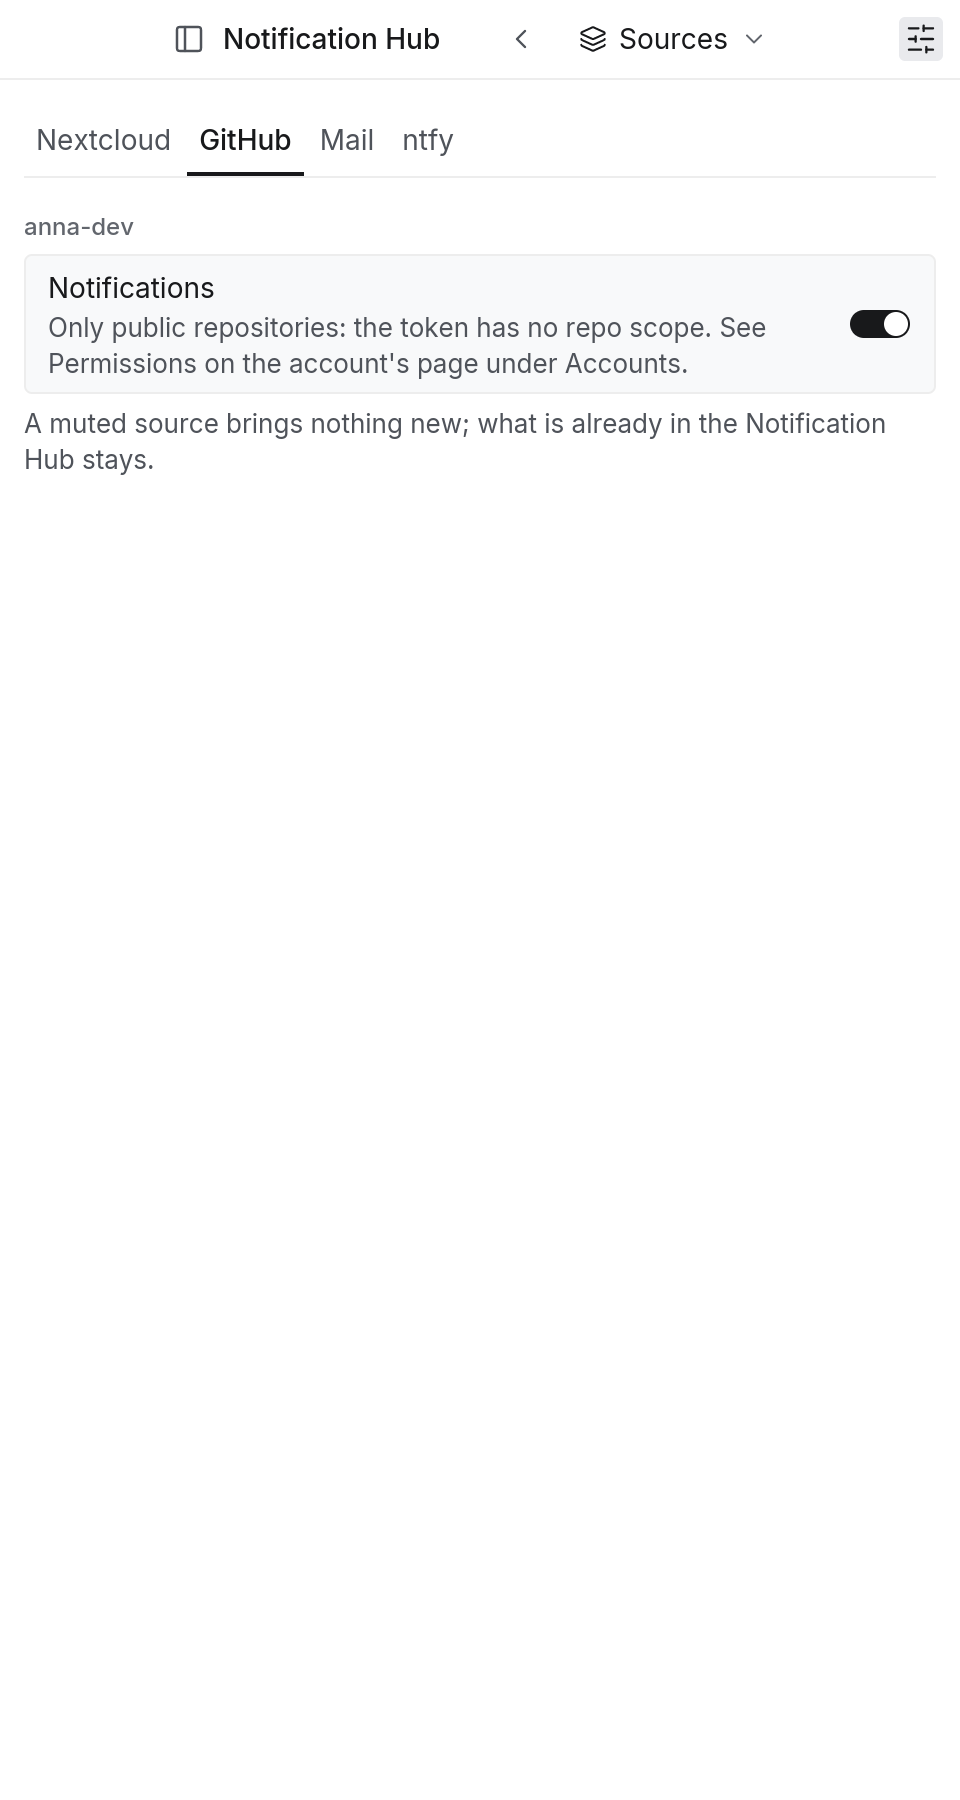 Notification Hub
Sources
Nextcloud GitHub Mail ntfy
anna-dev
Notifications
Only public repositories: the token has no repo scope. See
Permissions on the account's page under Accounts.
A muted source brings nothing new; what is already in the Notification
Hub stays.